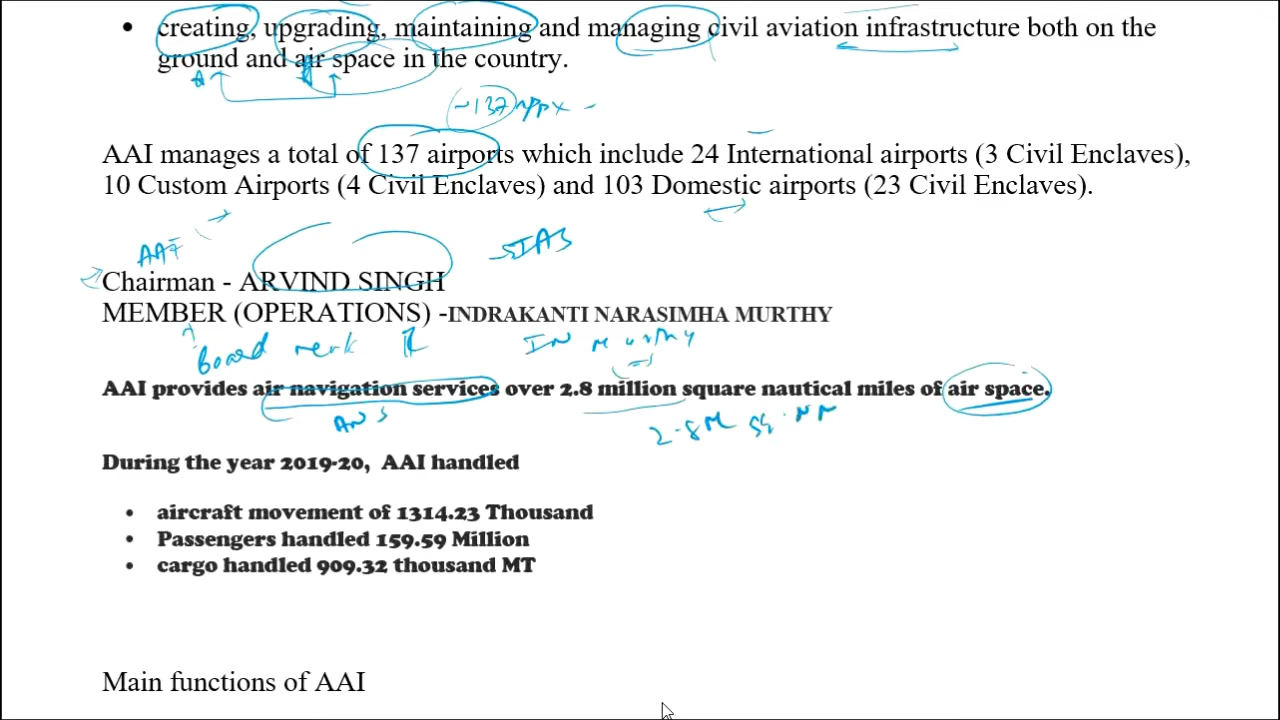 • creating, upgrading, maintaining and managing civil aviation infrastructure both on the
ground and air space in the country.
~137 appx -
AAI manages a total of 137 airports which include 24 International airports (3 Civil Enclaves),
10 Custom Airports (4 Civil Enclaves) and 103 Domestic airports (23 Civil Enclaves).
AAI
Chairman - ARVIND SINGH
MEMBER (OPERATIONS) -INDRAKANTI NARASIMHA MURTHY
Board IN Murthy
AAI provides air navigation services over 2.8 million square nautical miles of air space.
ANS 2.8M sq. NM
During the year 2019-20, AAI handled
• aircraft movement of 1314.23 Thousand
• Passengers handled 159.59 Million
• cargo handled 909.32 thousand MT
Main functions of AAI